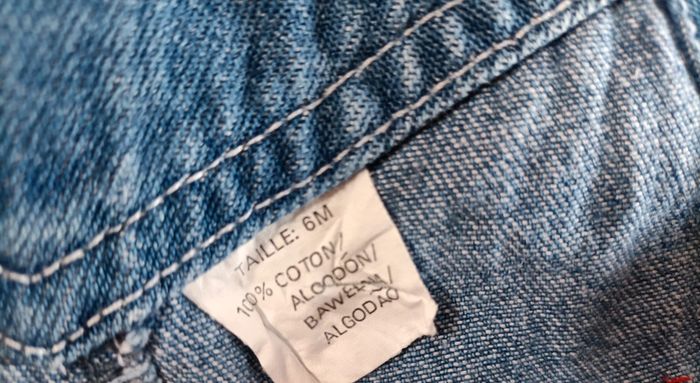 TAILLE: 6M
100% COTON/
ALGODÓN/
BAWEŁNA/
ALGODÃO